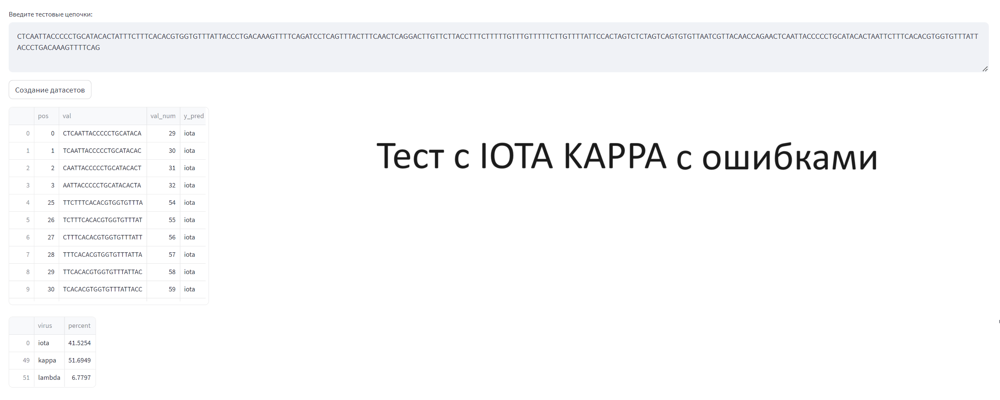 Введите тестовые цепочки:
CTCAATTACCCCCTGCATACACTATTTCTTTCACACGTGGTGTTTATTACCCTGACAAAGTTTTCAGATCCTCAGTTTACTTTCAACTCAGGACTTGTTCTTACCTTTCTTTTTGTTTGTTTTTCTTGTTTTATTCCACTAGTCTCTAGTCAGTGTGTTAATCGTTACAACCAGAACTCAATTACCCCCTGCATACACTAATTCTTTCACACGTGGTGTTTATT
ACCCTGACAAAGTTTTCAG
Создание датасетов
pos val val_num y_pred
0 0 CTCAATTACCCCCTGCATACA 29 iota
1 1 TCAATTACCCCCTGCATACAC 30 iota
2 2 CAATTACCCCCTGCATACACT 31 iota
3 3 AATTACCCCCTGCATACACTA 32 iota
4 25 TTCTTTCACACGTGGTGTTTA 54 iota
5 26 TCTTTCACACGTGGTGTTTAT 55 iota
6 27 CTTTCACACGTGGTGTTTATT 56 iota
7 28 TTTCACACGTGGTGTTTATTA 57 iota
8 29 TTCACACGTGGTGTTTATTAC 58 iota
9 30 TCACACGTGGTGTTTATTACC 59 iota
Тест с IOTA KAPPA с ошибками
virus percent
0 iota 41.5254
49 kappa 51.6949
51 lambda 6.7797